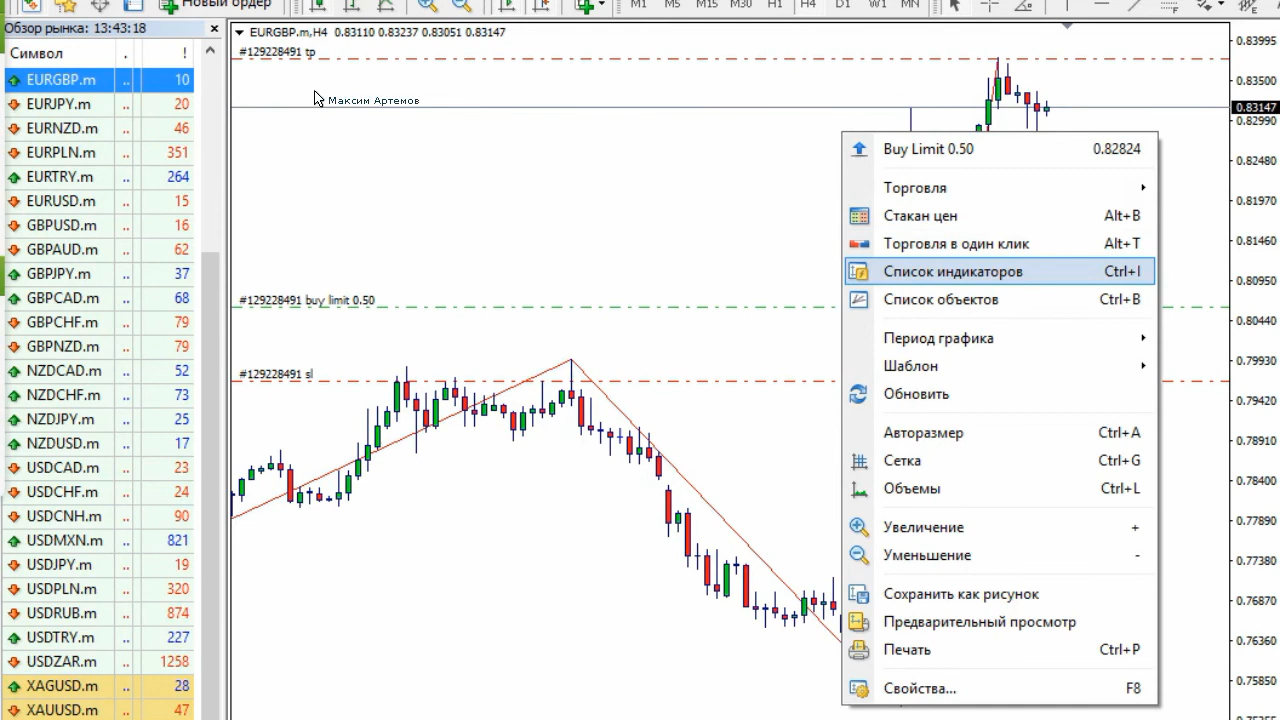 Новый ордер
M1 M5 M15 M30 H1 H4 D1 W1 MN
Обзор рынка: 13:43:18
Символ . !
EURGBP.m .. 10
EURJPY.m .. 20
EURNZD.m .. 46
EURPLN.m .. 351
EURTRY.m .. 264
EURUSD.m .. 15
GBPUSD.m .. 16
GBPAUD.m .. 62
GBPJPY.m .. 37
GBPCAD.m .. 68
GBPCHF.m .. 79
GBPNZD.m .. 79
NZDCAD.m .. 52
NZDCHF.m .. 73
NZDJPY.m .. 25
NZDUSD.m .. 17
USDCAD.m .. 23
USDCHF.m .. 24
USDCNH.m .. 90
USDMXN.m .. 821
USDJPY.m .. 19
USDPLN.m .. 320
USDRUB.m .. 874
USDTRY.m .. 227
USDZAR.m .. 1258
XAGUSD.m .. 28
XAUUSD.m .. 47
EURGBP.m,H4 0.83110 0.83237 0.83051 0.83147
#129228491 tp
Максим Артемов
#129228491 buy limit 0.50
#129228491 sl
Buy Limit 0.50 0.82824
Торговля
Стакан цен Alt+B
Торговля в один клик Alt+T
Список индикаторов Ctrl+I
Список объектов Ctrl+B
Период графика
Шаблон
Обновить
Авторазмер Ctrl+A
Сетка Ctrl+G
Объемы Ctrl+L
Увеличение +
Уменьшение -
Сохранить как рисунок
Предварительный просмотр
Печать Ctrl+P
Свойства... F8
0.83995
0.83500
0.83147
0.82990
0.82480
0.81970
0.81460
0.80950
0.80440
0.79930
0.79420
0.78910
0.78400
0.77890
0.77380
0.76870
0.76360
0.75850